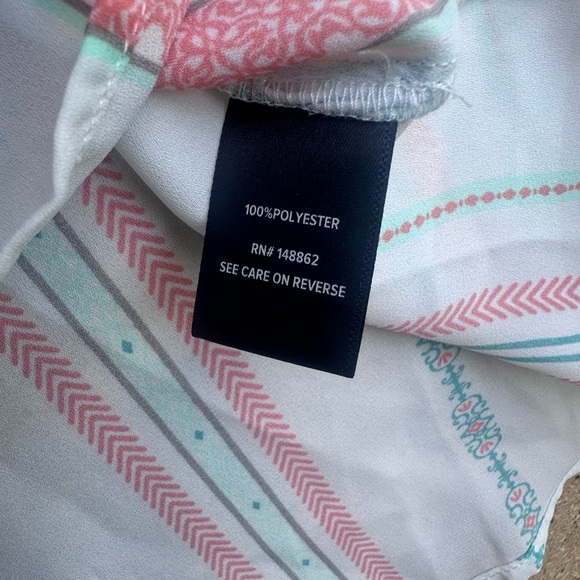 100%POLYESTER
RN# 148862
SEE CARE ON REVERSE